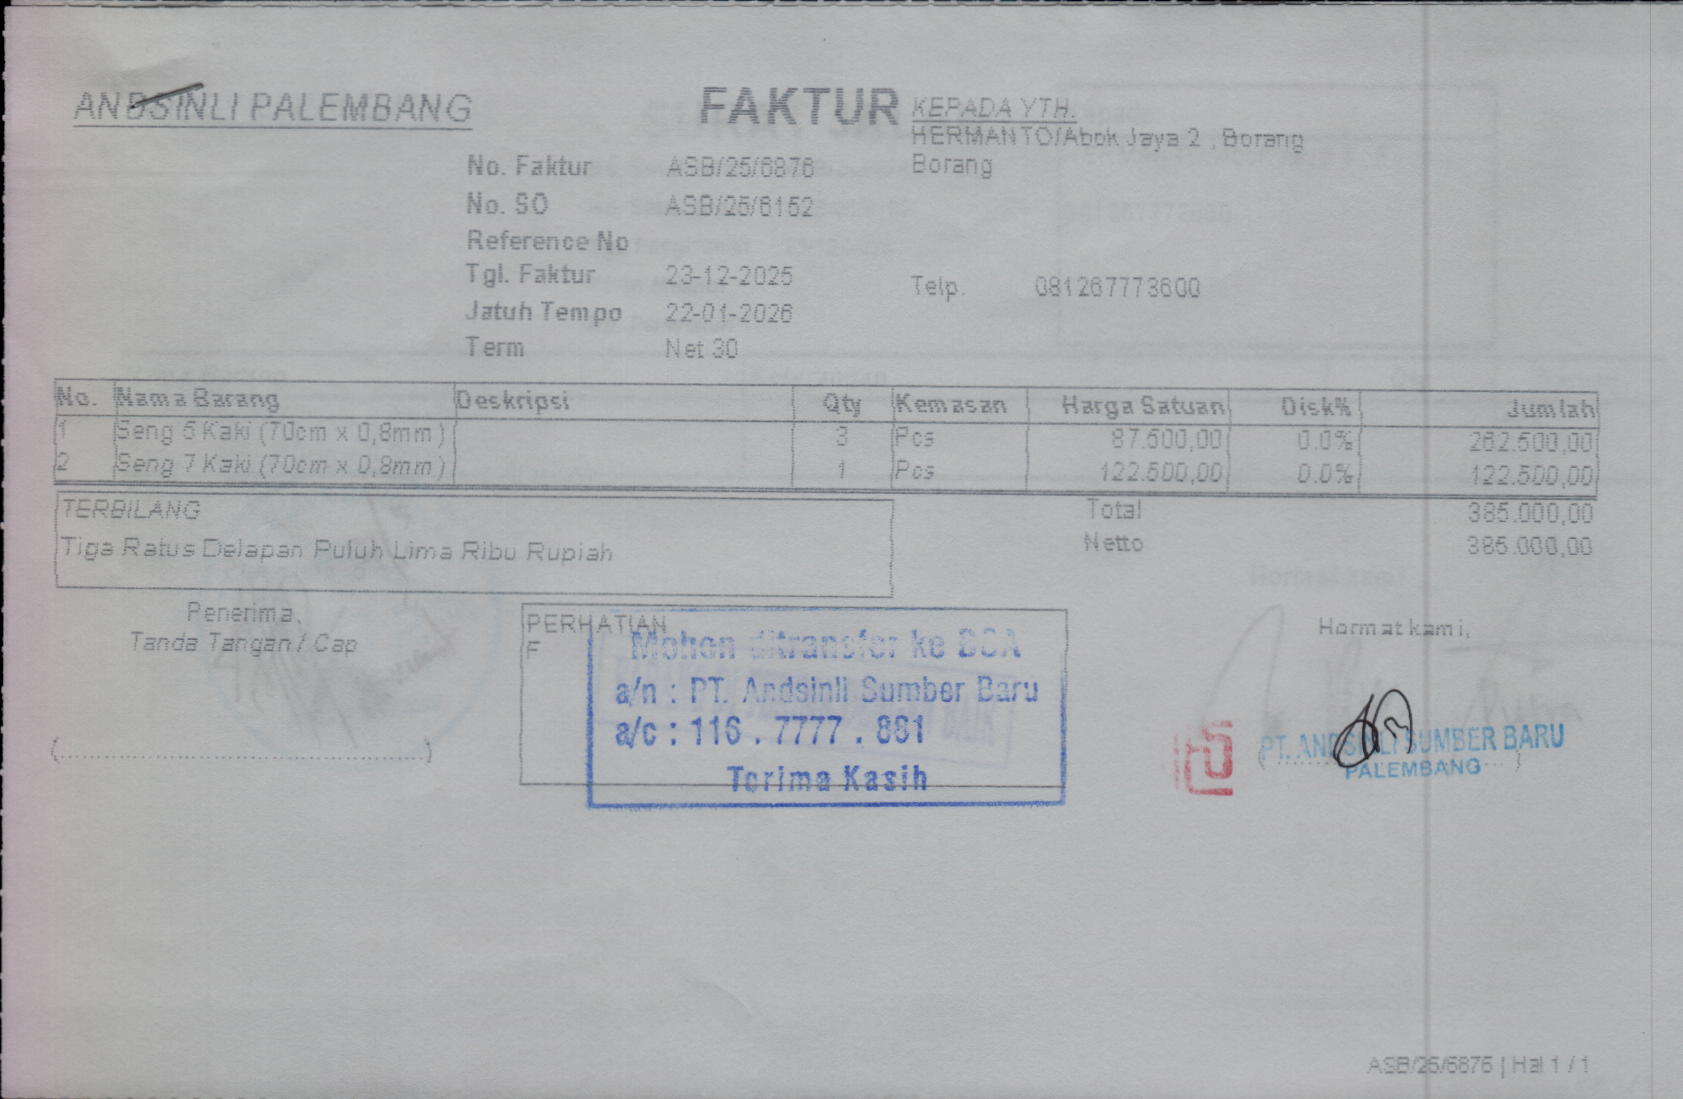 ANDSINLI PALEMBANG
FAKTUR
KEPADA YTH.
HERMANTO/Abok Jaya 2 , Borang
Borang
No. Faktur ASB/25/6876
No. SO ASB/25/6152
Reference No
Tgl. Faktur 23-12-2025
Telp. 081267773600
Jatuh Tempo 22-01-2026
Term Net 30
No. Nama Barang Deskripsi Qty Kemasan Harga Satuan Disk% Jumlah
1 Seng 5 Kaki (70cm x 0,8mm) 3 Pcs 87.500,00 0.0% 262.500,00
2 Seng 7 Kaki (70cm x 0,8mm) 1 Pcs 122.500,00 0.0% 122.500,00
TERBILANG
Tiga Ratus Delapan Puluh Lima Ribu Rupiah
Total 385.000,00
Netto 385.000,00
Penerima,
Tanda Tangan / Cap
(..........................................)
PERHATIAN
F
Mohon ditransfer ke BCA
a/n : PT. Andsinli Sumber Baru
a/c : 116 . 7777 . 881
Terima Kasih
Hormat kami,
PT. ANDSINLI SUMBER BARU
PALEMBANG
ASB/25/6876 | Hal 1 / 1